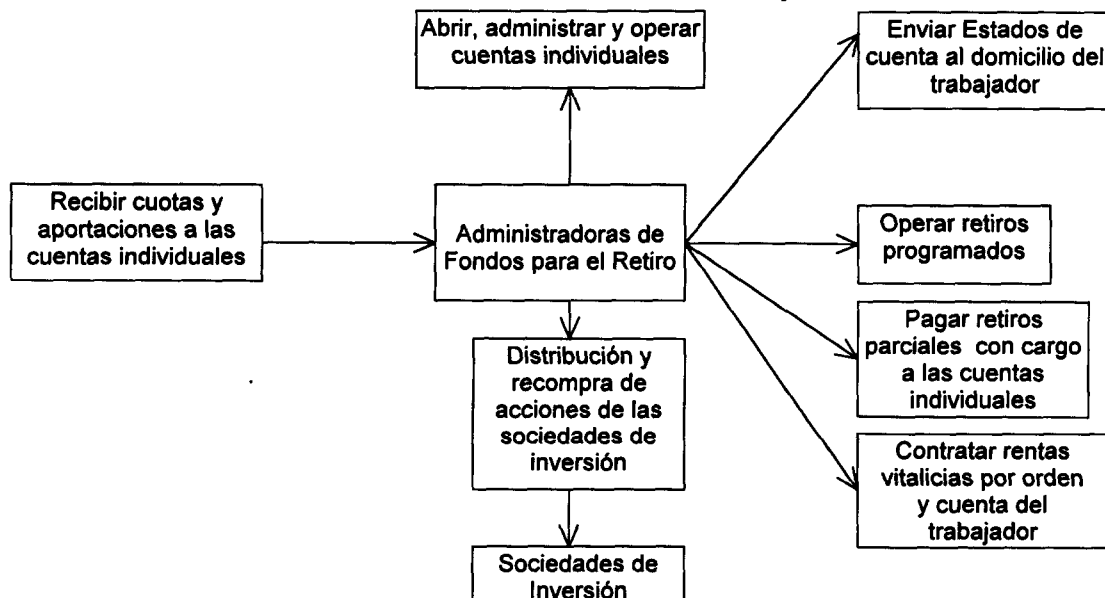 Abrir, administrar y operar
cuentas individuales
Enviar Estados de
cuenta al domicilio del
trabajador
Recibir cuotas y
aportaciones a las
cuentas individuales
Administradoras de
Fondos para el Retiro
Operar retiros
programados
Distribución y
recompra de
acciones de las
sociedades de
inversión
Pagar retiros
parciales con cargo
a las cuentas
individuales
Contratar rentas
vitalicias por orden
y cuenta del
trabajador
Sociedades de
Inversión